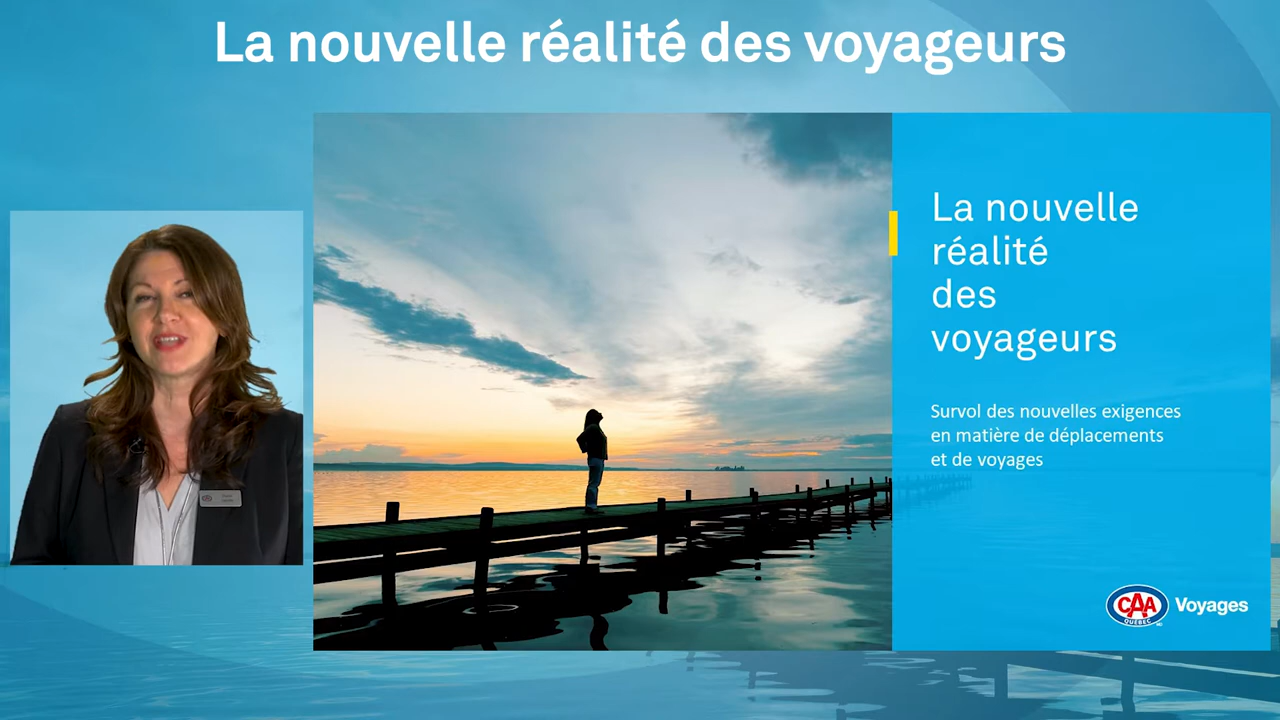 La nouvelle réalité des voyageurs
La nouvelle
réalité
des
voyageurs
Survol des nouvelles exigences
en matière de déplacements
et de voyages
CAA
QUÉBEC
Voyages